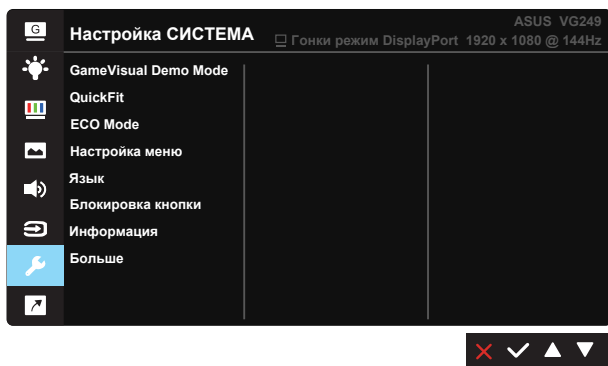 G
Настройка СИСТЕМА
ASUS VG249
Гонки режим DisplayPort 1920 x 1080 @ 144Hz
GameVisual Demo Mode
QuickFit
ECO Mode
Настройка меню
Язык
Блокировка кнопки
Информация
Больше